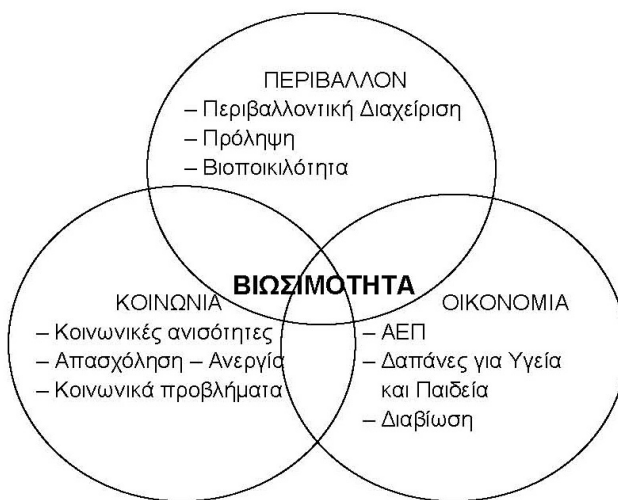 ΠΕΡΙΒΑΛΛΟΝ
– Περιβαλλοντική Διαχείριση
– Πρόληψη
– Βιοποικιλότητα
ΒΙΩΣΙΜΟΤΗΤΑ
ΚΟΙΝΩΝΙΑ
– Κοινωνικές ανισότητες
– Απασχόληση – Ανεργία
– Κοινωνικά προβλήματα
ΟΙΚΟΝΟΜΙΑ
– ΑΕΠ
– Δαπάνες για Υγεία
και Παιδεία
– Διαβίωση